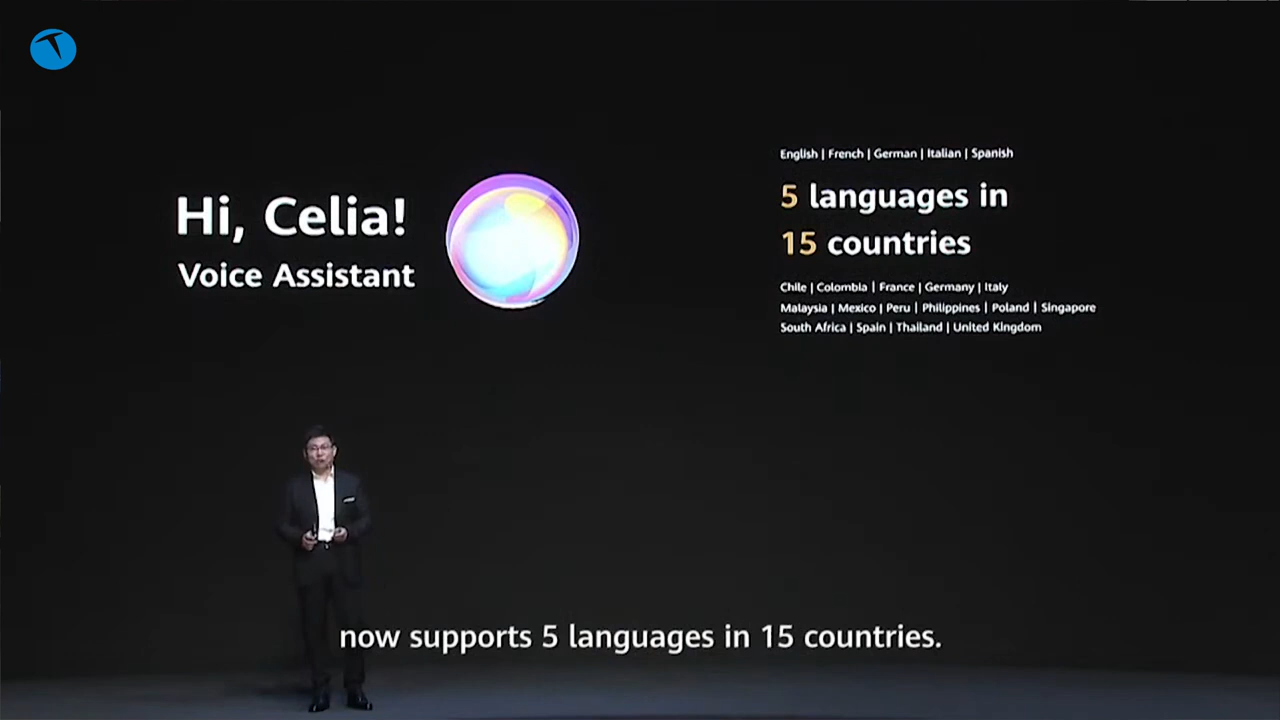 Hi, Celia!
Voice Assistant
English | French | German | Italian | Spanish
5 languages in
15 countries
Chile | Colombia | France | Germany | Italy
Malaysia | Mexico | Peru | Philippines | Poland | Singapore
South Africa | Spain | Thailand | United Kingdom
now supports 5 languages in 15 countries.